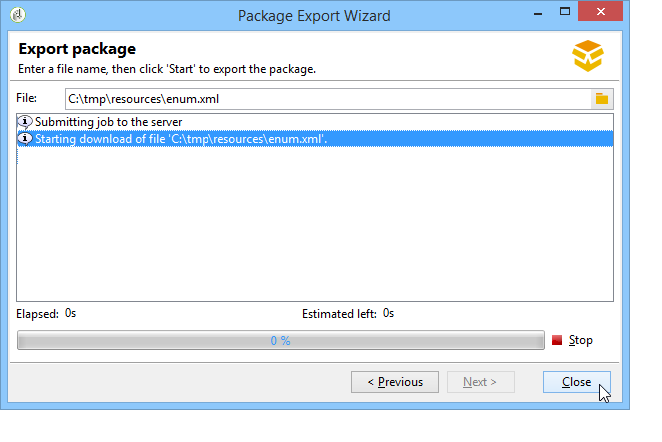 Package Export Wizard
Export package
Enter a file name, then click 'Start' to export the package.
File: C:\tmp\resources\enum.xml
Submitting job to the server
Starting download of file 'C:\tmp\resources\enum.xml'.
Elapsed: 0s Estimated left: 0s
0 % Stop
< Previous Next > Close